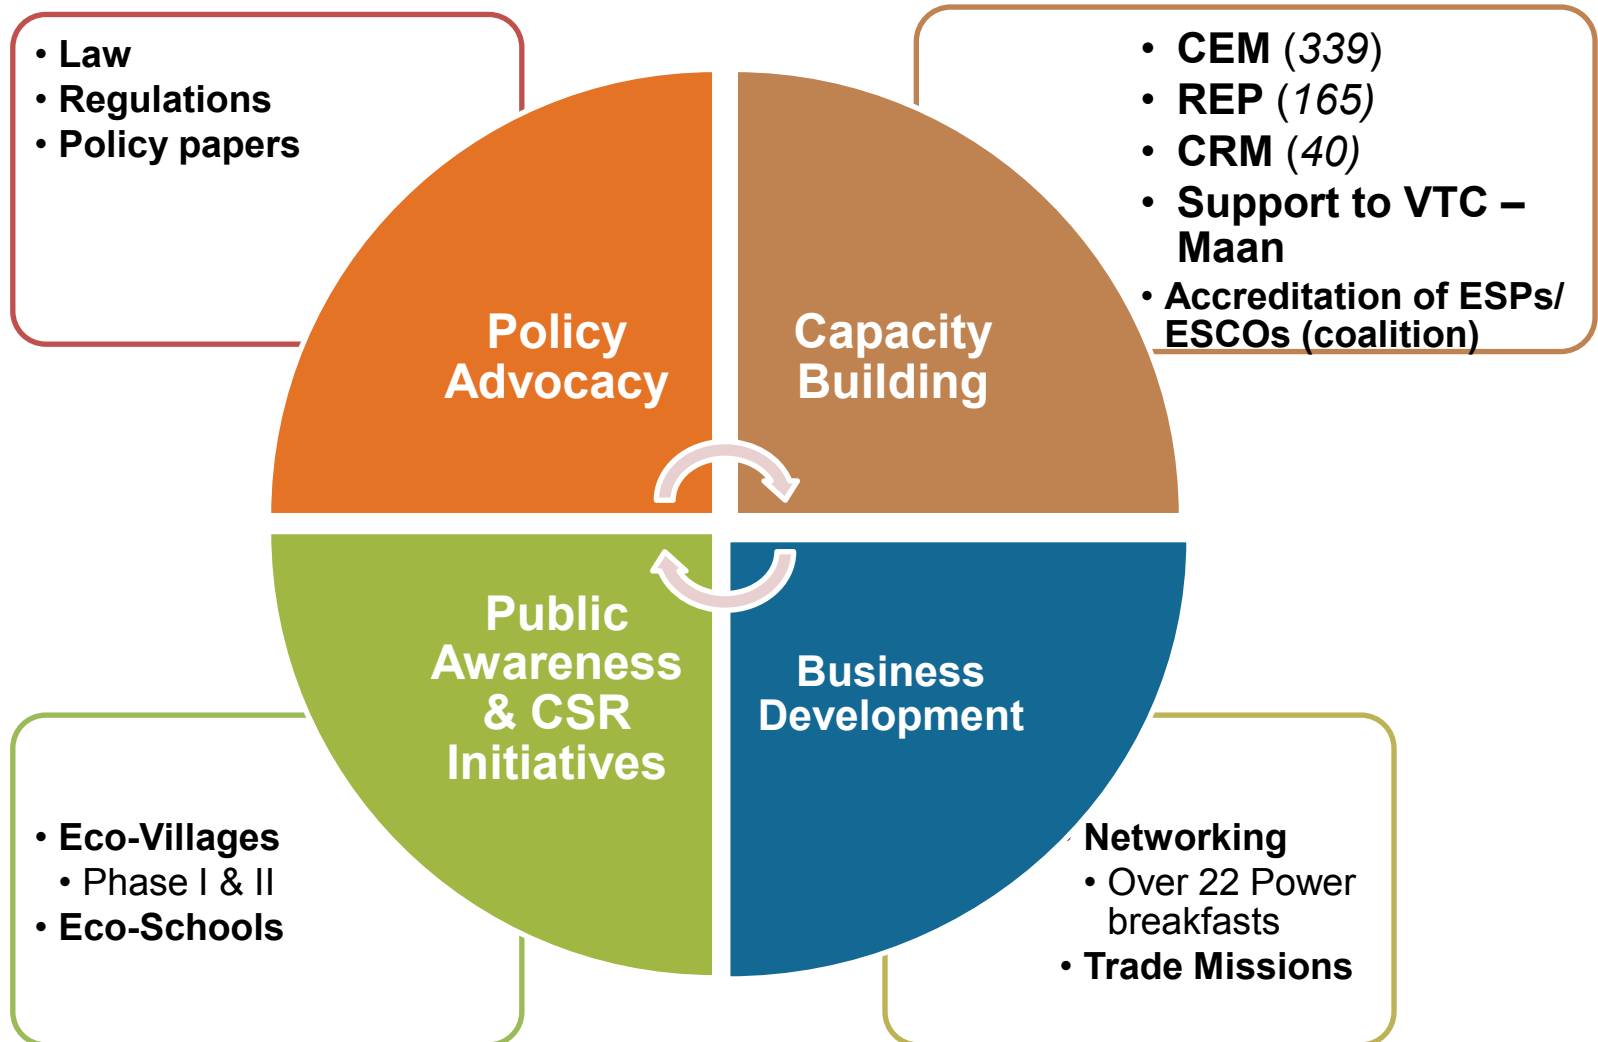 • Law
• Regulations
• Policy papers
• CEM (339)
• REP (165)
• CRM (40)
• Support to VTC –
Maan
• Accreditation of ESPs/
ESCOs (coalition)
Policy
Advocacy
Capacity
Building
Public
Awareness
& CSR
Initiatives
Business
Development
• Eco-Villages
• Phase I & II
• Eco-Schools
• Networking
• Over 22 Power
breakfasts
• Trade Missions